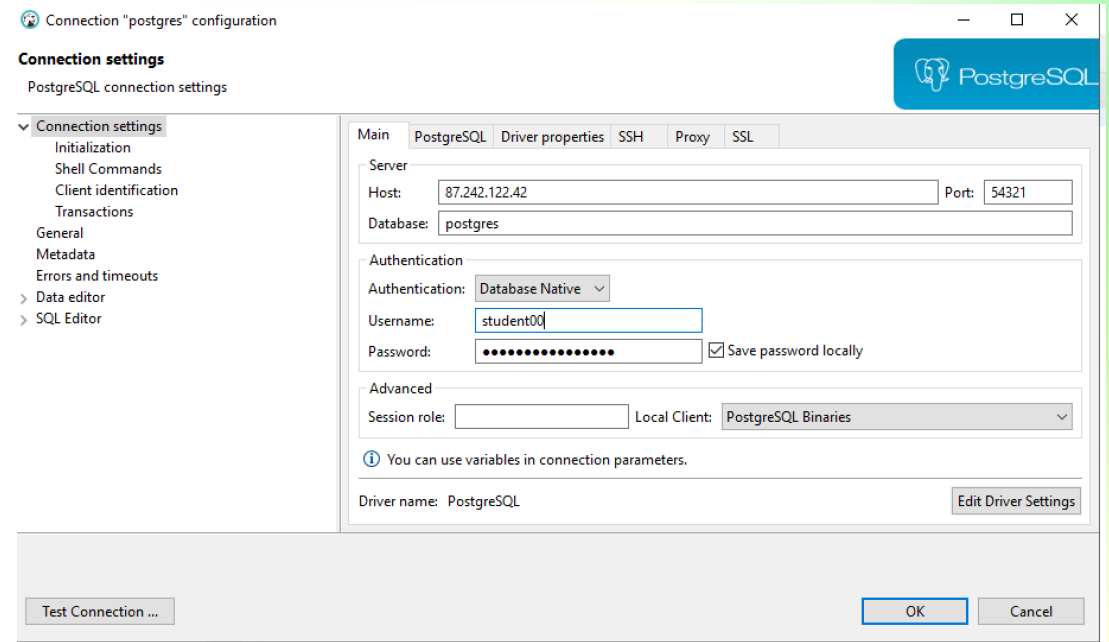 Connection "postgres" configuration
Connection settings
PostgreSQL connection settings
PostgreSQL
Connection settings
Initialization
Shell Commands
Client identification
Transactions
General
Metadata
Errors and timeouts
Data editor
SQL Editor
Main PostgreSQL Driver properties SSH Proxy SSL
Server
Host: 87.242.122.42 Port: 54321
Database: postgres
Authentication
Authentication: Database Native
Username: student00
Password: ●●●●●●●●●●●●●●●● Save password locally
Advanced
Session role: Local Client: PostgreSQL Binaries
You can use variables in connection parameters.
Driver name: PostgreSQL Edit Driver Settings
Test Connection ... OK Cancel